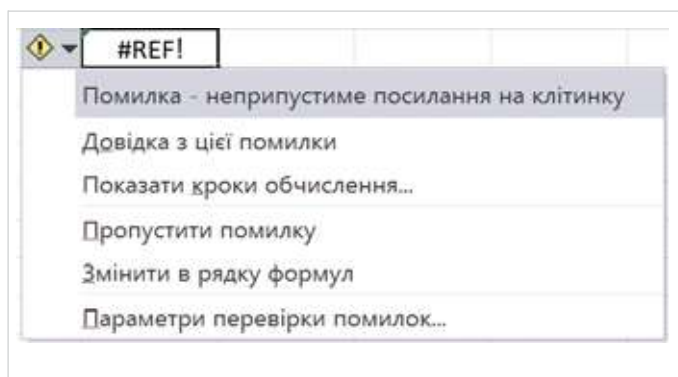 #REF!
Помилка - неприпустиме посилання на клітинку
Довідка з цієї помилки
Показати кроки обчислення...
Пропустити помилку
Змінити в рядку формул
Параметри перевірки помилок...